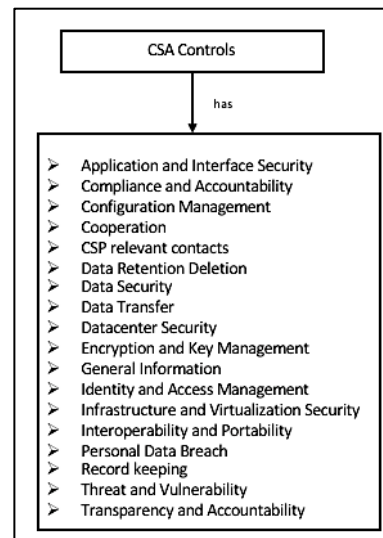 CSA Controls
has
➢ Application and Interface Security
➢ Compliance and Accountability
➢ Configuration Management
➢ Cooperation
➢ CSP relevant contacts
➢ Data Retention Deletion
➢ Data Security
➢ Data Transfer
➢ Datacenter Security
➢ Encryption and Key Management
➢ General Information
➢ Identity and Access Management
➢ Infrastructure and Virtualization Security
➢ Interoperability and Portability
➢ Personal Data Breach
➢ Record keeping
➢ Threat and Vulnerability
➢ Transparency and Accountability